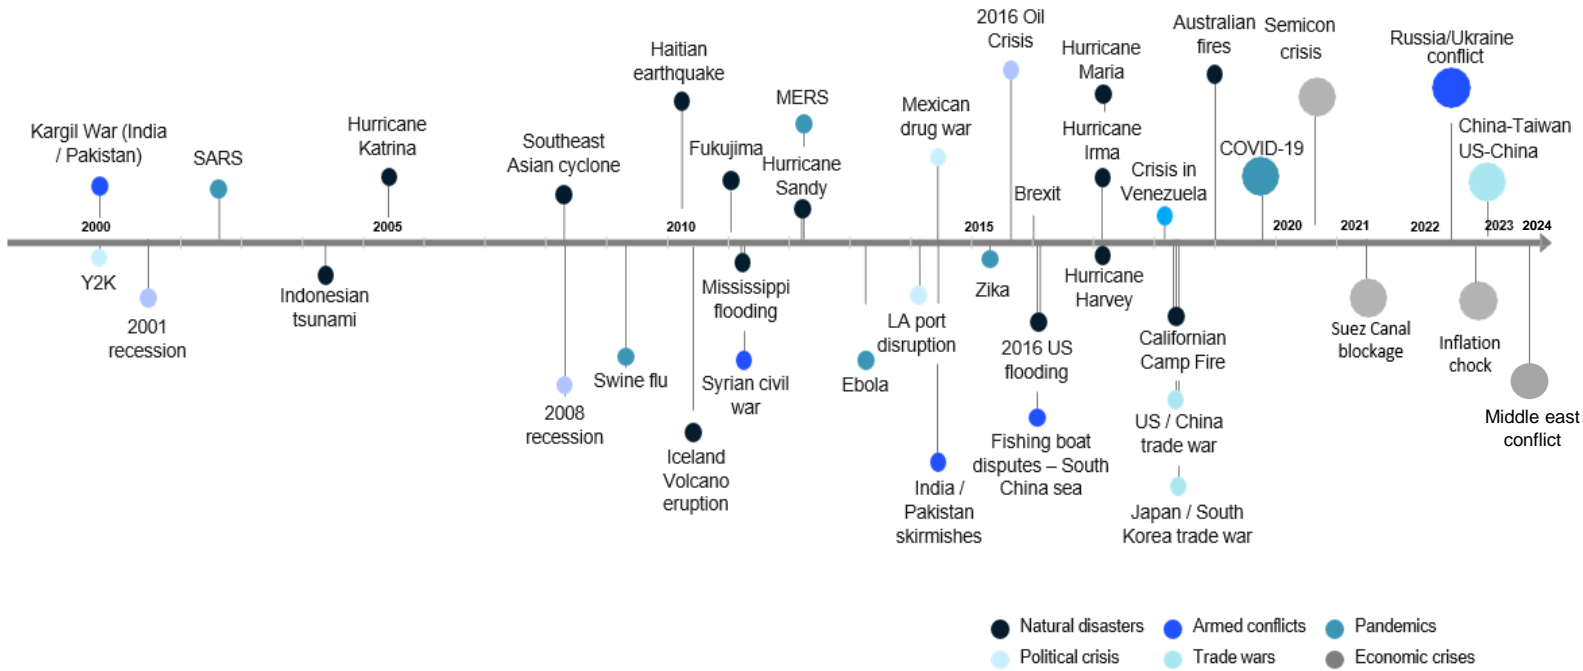 2016 Oil
Crisis
Australian
fires
Semicon
crisis
Russia/Ukraine
conflict
Haitian
earthquake
Hurricane
Maria
MERS
Mexican
drug war
Kargil War (India
/ Pakistan)
SARS
Hurricane
Katrina
Southeast
Asian cyclone
Fukujima
Hurricane
Sandy
Hurricane
Irma
Brexit
Crisis in
Venezuela
COVID-19
China-Taiwan
US-China
2000
2005
2010
2015
2020
2021
2022
2023
2024
Y2K
2001
recession
Indonesian
tsunami
2008
recession
Swine flu
Iceland
Volcano
eruption
Mississippi
flooding
Syrian civil
war
Ebola
LA port
disruption
India /
Pakistan
skirmishes
Zika
2016 US
flooding
Fishing boat
disputes – South
China sea
Hurricane
Harvey
Californian
Camp Fire
US / China
trade war
Japan / South
Korea trade war
Suez Canal
blockage
Inflation
chock
Middle east
conflict
Natural disasters
Armed conflicts
Pandemics
Political crisis
Trade wars
Economic crises